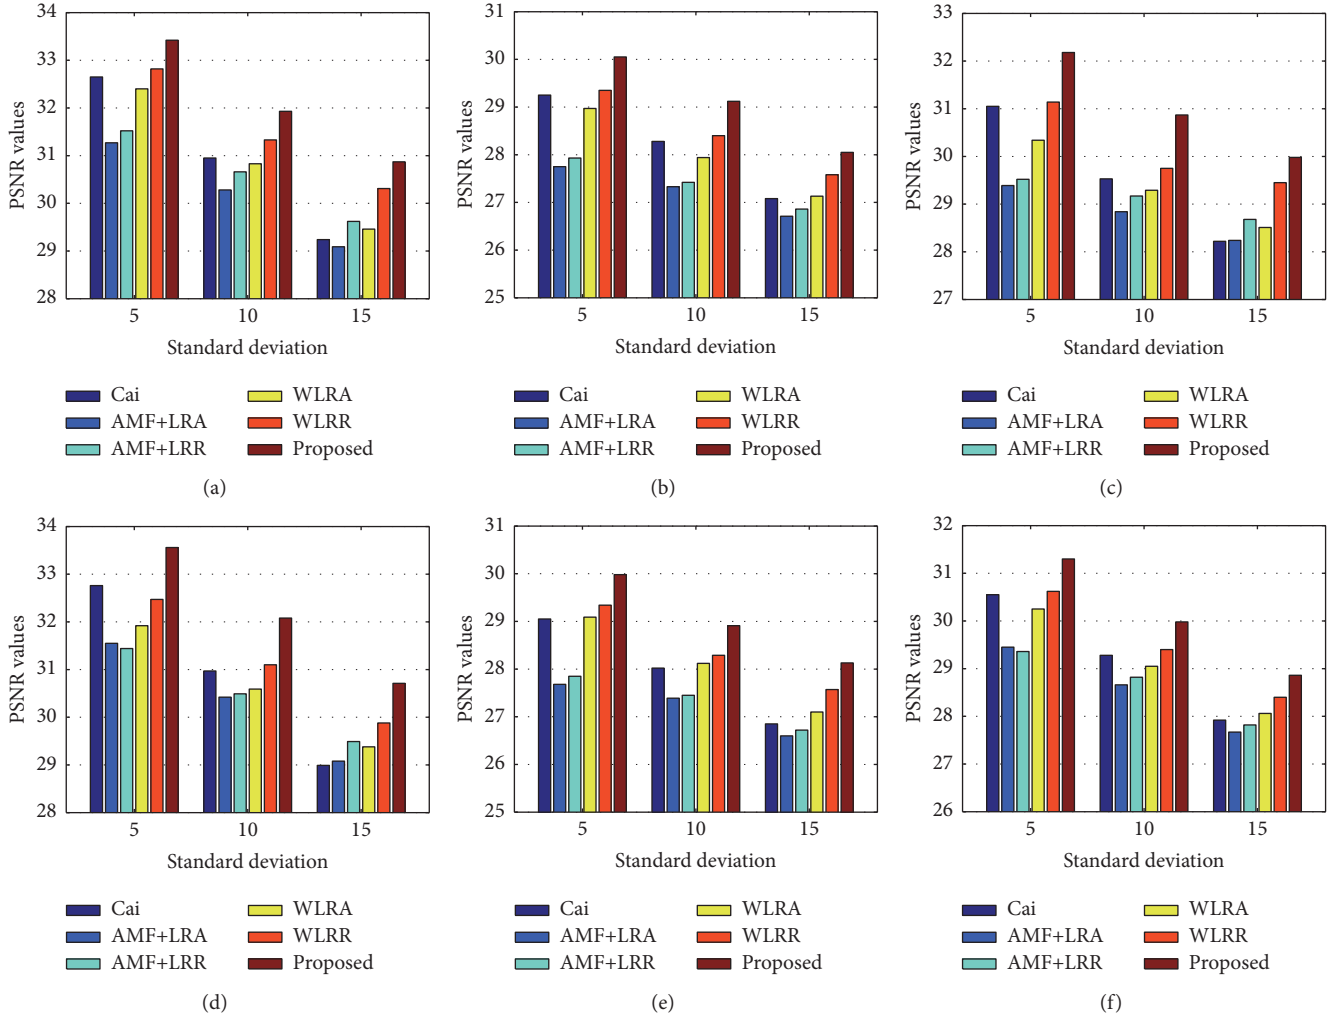 34
33
32
31
30
29
28
PSNR values
5 10 15
Standard deviation
Cai
AMF+LRA
AMF+LRR
WLRA
WLRR
Proposed
(a)
31
30
29
28
27
26
25
PSNR values
5 10 15
Standard deviation
Cai
AMF+LRA
AMF+LRR
WLRA
WLRR
Proposed
(b)
33
32
31
30
29
28
27
PSNR values
5 10 15
Standard deviation
Cai
AMF+LRA
AMF+LRR
WLRA
WLRR
Proposed
(c)
34
33
32
31
30
29
28
PSNR values
5 10 15
Standard deviation
Cai
AMF+LRA
AMF+LRR
WLRA
WLRR
Proposed
(d)
31
30
29
28
27
26
25
PSNR values
5 10 15
Standard deviation
Cai
AMF+LRA
AMF+LRR
WLRA
WLRR
Proposed
(e)
32
31
30
29
28
27
26
PSNR values
5 10 15
Standard deviation
Cai
AMF+LRA
AMF+LRR
WLRA
WLRR
Proposed
(f)